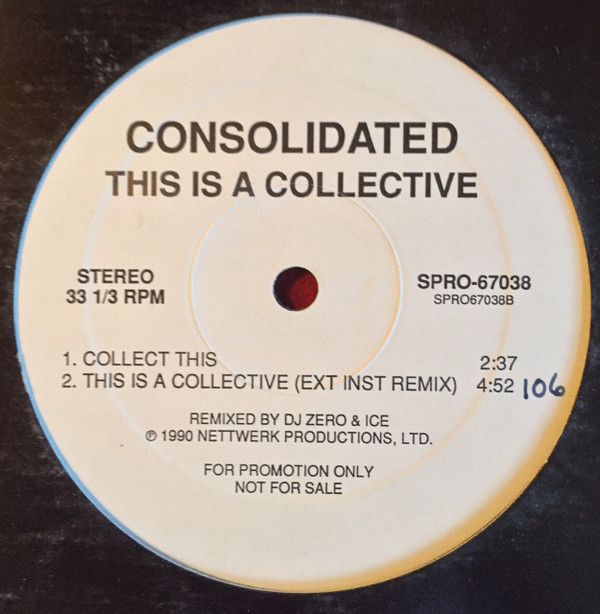 CONSOLIDATED
THIS IS A COLLECTIVE
STEREO
33 1/3 RPM
SPRO-67038
SPRO67038B
1. COLLECT THIS 2:37
2. THIS IS A COLLECTIVE (EXT INST REMIX) 4:52 106
REMIXED BY DJ ZERO & ICE
℗ 1990 NETTWERK PRODUCTIONS, LTD.
FOR PROMOTION ONLY
NOT FOR SALE